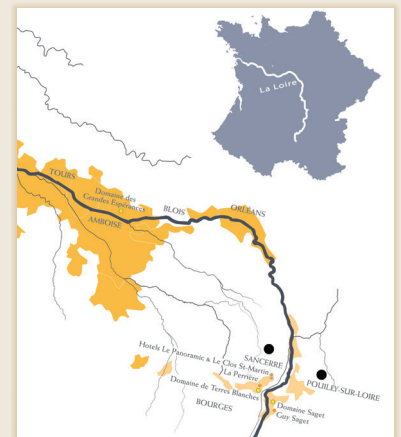 La Loire
TOURS
Domaine des
Grandes Espérances
AMBOISE
BLOIS
ORLÉANS
SANCERRE
Hotels Le Panoramic & Le Clos St-Martin
La Perrière
POUILLY-SUR-LOIRE
Domaine de Terres Blanches
BOURGES
Domaine Saget
Guy Saget